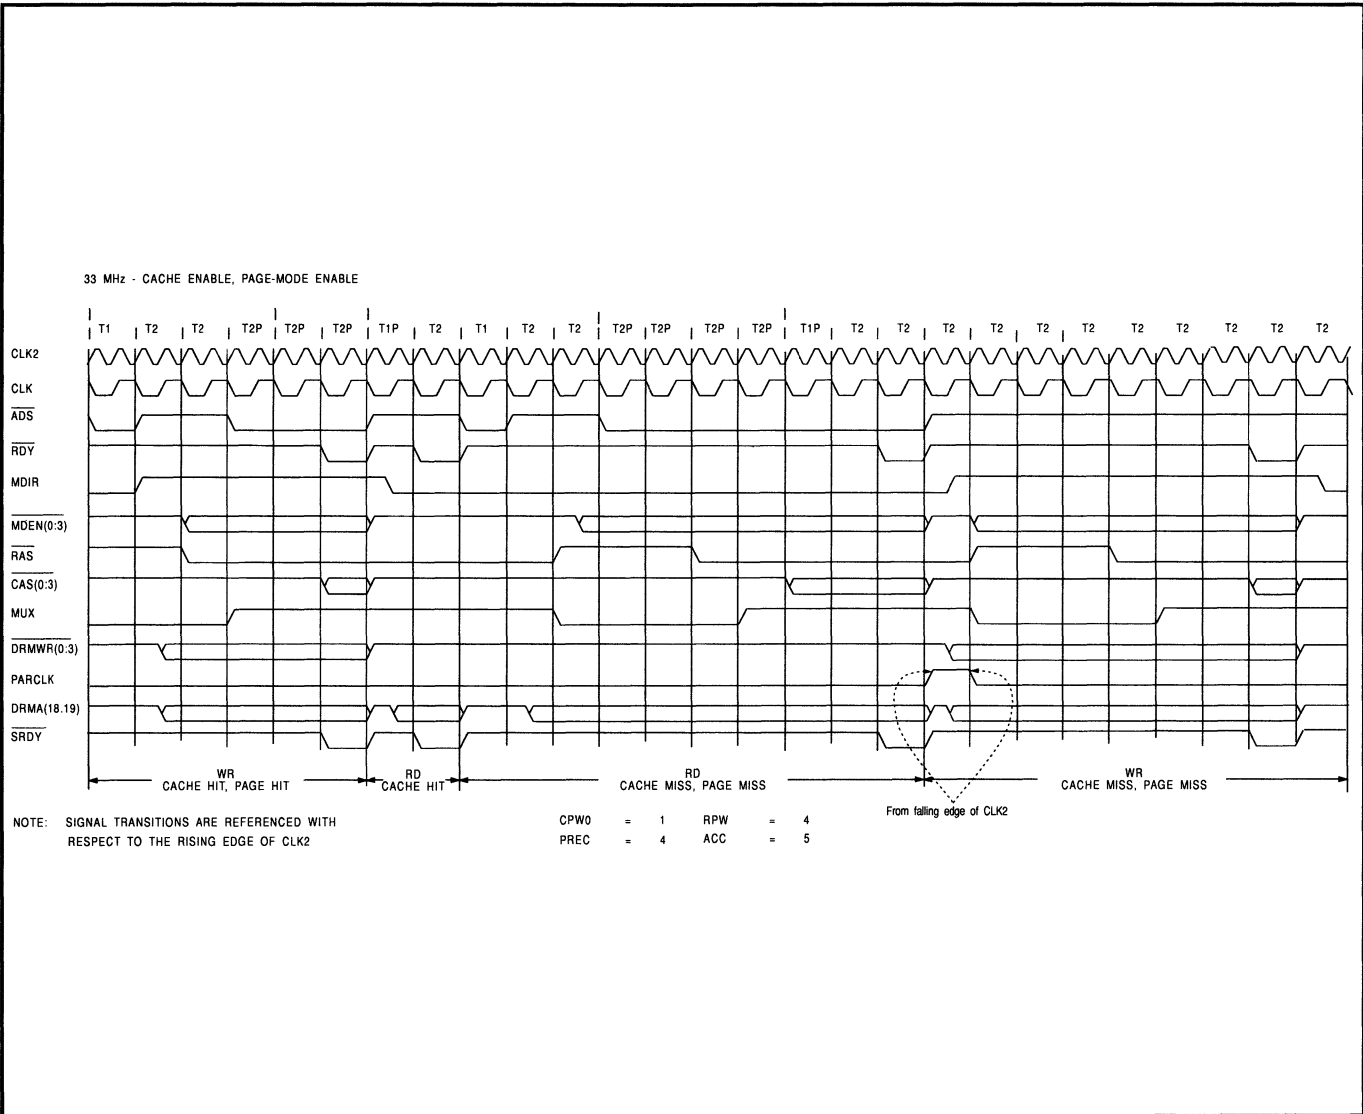 33 MHz - CACHE ENABLE, PAGE-MODE ENABLE
T1 T2 T2 T2P T2P T2P T1P T2 T1 T2 T2 T2P T2P T2P T2P T1P T2 T2 T2 T2 T2 T2 T2 T2 T2 T2 T2
CLK2
CLK
ADS
RDY
MDIR
MDEN(0:3)
RAS
CAS(0:3)
MUX
DRMWR(0:3)
PARCLK
DRMA(18.19)
SRDY
WR RD RD WR
CACHE HIT, PAGE HIT CACHE HIT CACHE MISS, PAGE MISS CACHE MISS, PAGE MISS
From falling edge of CLK2
NOTE: SIGNAL TRANSITIONS ARE REFERENCED WITH
RESPECT TO THE RISING EDGE OF CLK2
CPW0 = 1 RPW = 4
PREC = 4 ACC = 5